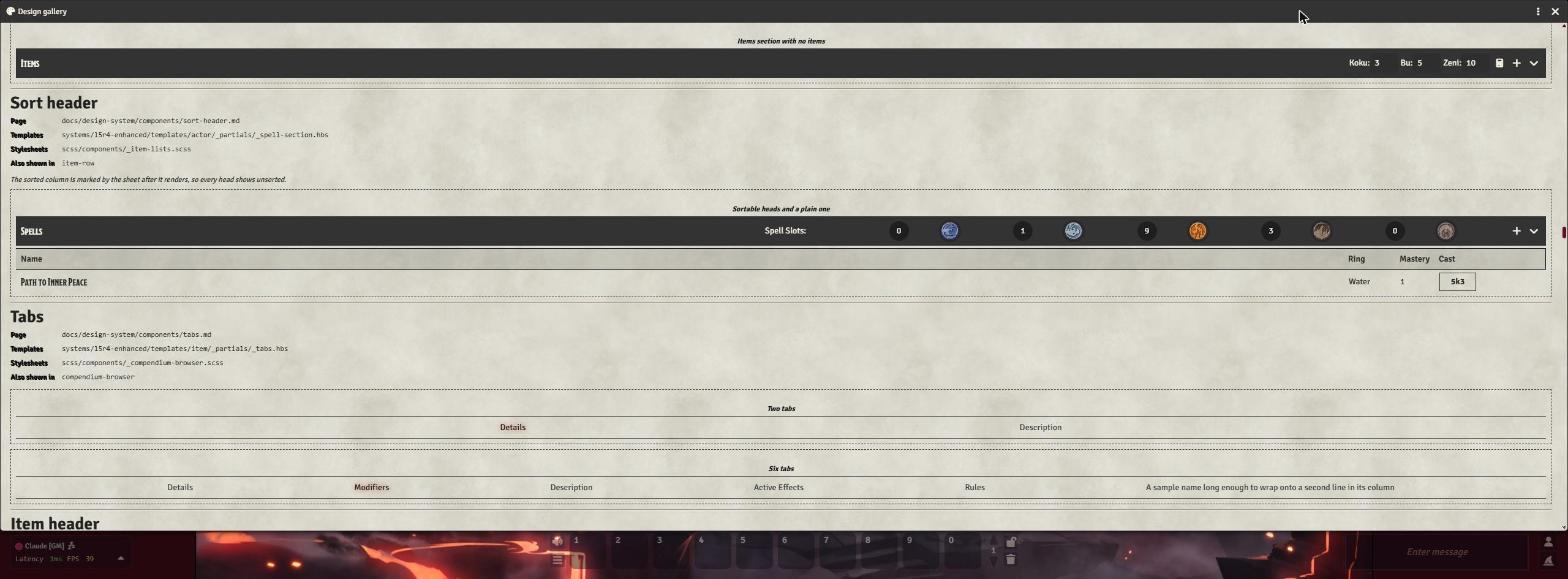 Design gallery
Items section with no items
Items Koku: 3 Bu: 5 Zeni: 10
Sort header
Page docs/design-system/components/sort-header.md
Templates systems/l5r4-enhanced/templates/actor/_partials/_spell-section.hbs
Stylesheets scss/components/_item-lists.scss
Also shown in item-row
The sorted column is marked by the sheet after it renders, so every head shows unsorted.
Sortable heads and a plain one
Spells Spell Slots: 0 1 9 3 0
Name Ring Mastery Cast
Path to Inner Peace Water 1 5k3
Tabs
Page docs/design-system/components/tabs.md
Templates systems/l5r4-enhanced/templates/item/_partials/_tabs.hbs
Stylesheets scss/components/_compendium-browser.scss
Also shown in compendium-browser
Two tabs
Details Description
Six tabs
Details Modifiers Description Active Effects Rules A sample name long enough to wrap onto a second line in its column
Item header
Claude [GM]
Latency 1ms FPS 39
1 2 3 4 5 6 7 8 9 0
1
Enter message